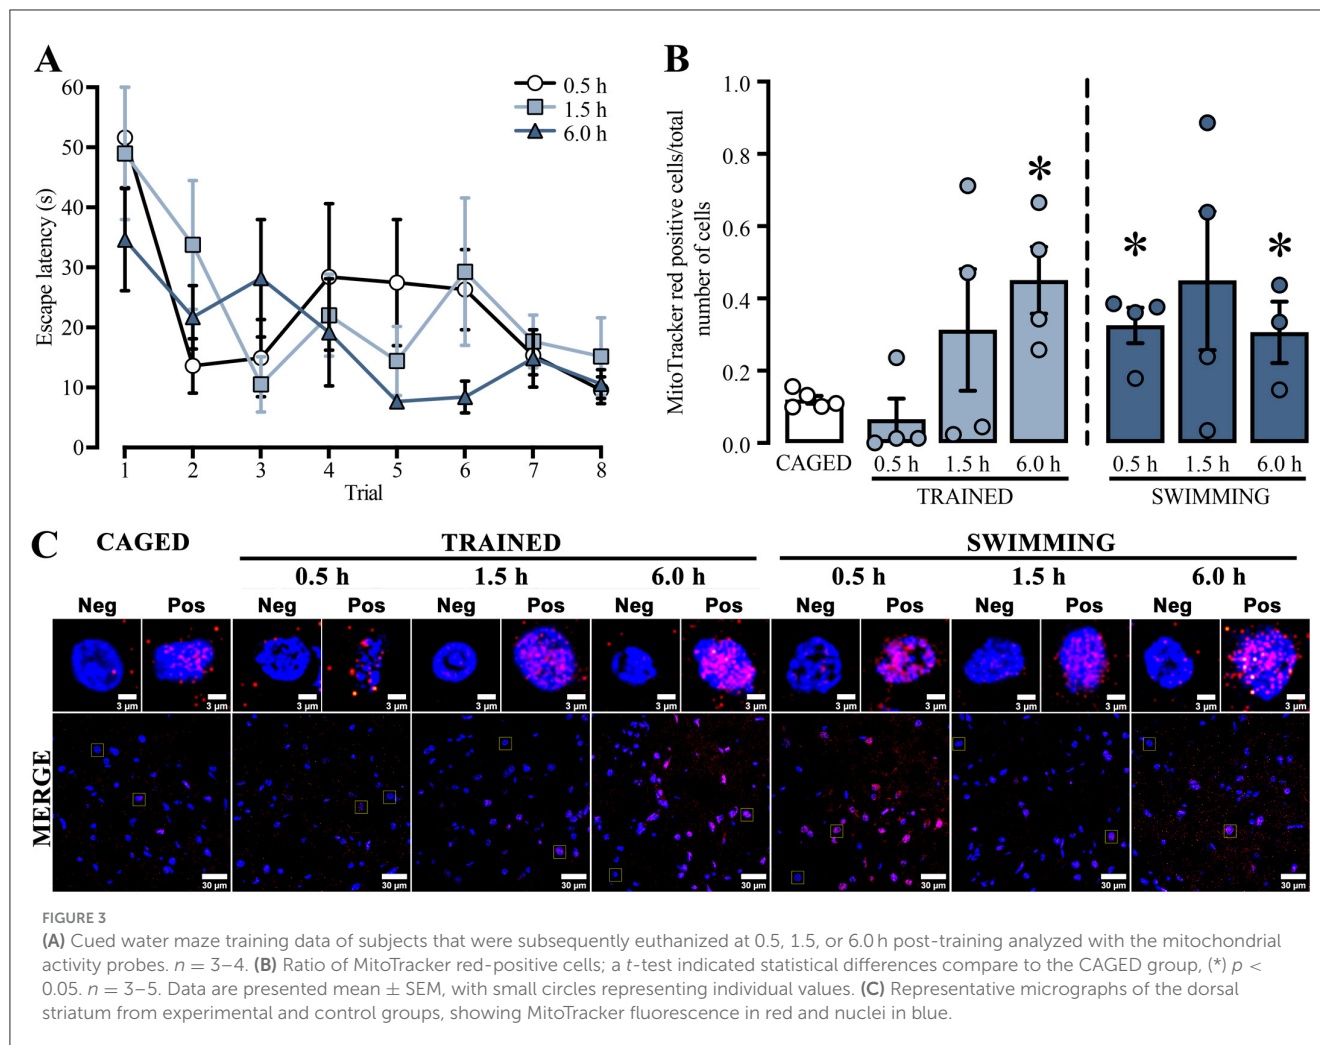 A
60
50
40
30
20
10
0
Escape latency (s)
0.5 h
1.5 h
6.0 h
1 2 3 4 5 6 7 8
Trial
B
MitoTracker red positive cells/total
number of cells
1.0
0.8
0.6
0.4
0.2
0.0
*
*
*
CAGED
0.5 h 1.5 h 6.0 h
TRAINED
0.5 h 1.5 h 6.0 h
SWIMMING
C
CAGED TRAINED SWIMMING
0.5 h 1.5 h 6.0 h 0.5 h 1.5 h 6.0 h
Neg Pos Neg Pos Neg Pos Neg Pos Neg Pos Neg Pos Neg Pos
3 µm 3 µm 3 µm 3 µm 3 µm 3 µm 3 µm 3 µm 3 µm 3 µm 3 µm 3 µm 3 µm 3 µm
MERGE
30 µm 30 µm 30 µm 30 µm 30 µm 30 µm 30 µm
FIGURE 3
(A) Cued water maze training data of subjects that were subsequently euthanized at 0.5, 1.5, or 6.0 h post-training analyzed with the mitochondrial
activity probes. n = 3–4. (B) Ratio of MitoTracker red-positive cells; a t-test indicated statistical differences compare to the CAGED group, (*) p <
0.05. n = 3–5. Data are presented mean ± SEM, with small circles representing individual values. (C) Representative micrographs of the dorsal
striatum from experimental and control groups, showing MitoTracker fluorescence in red and nuclei in blue.